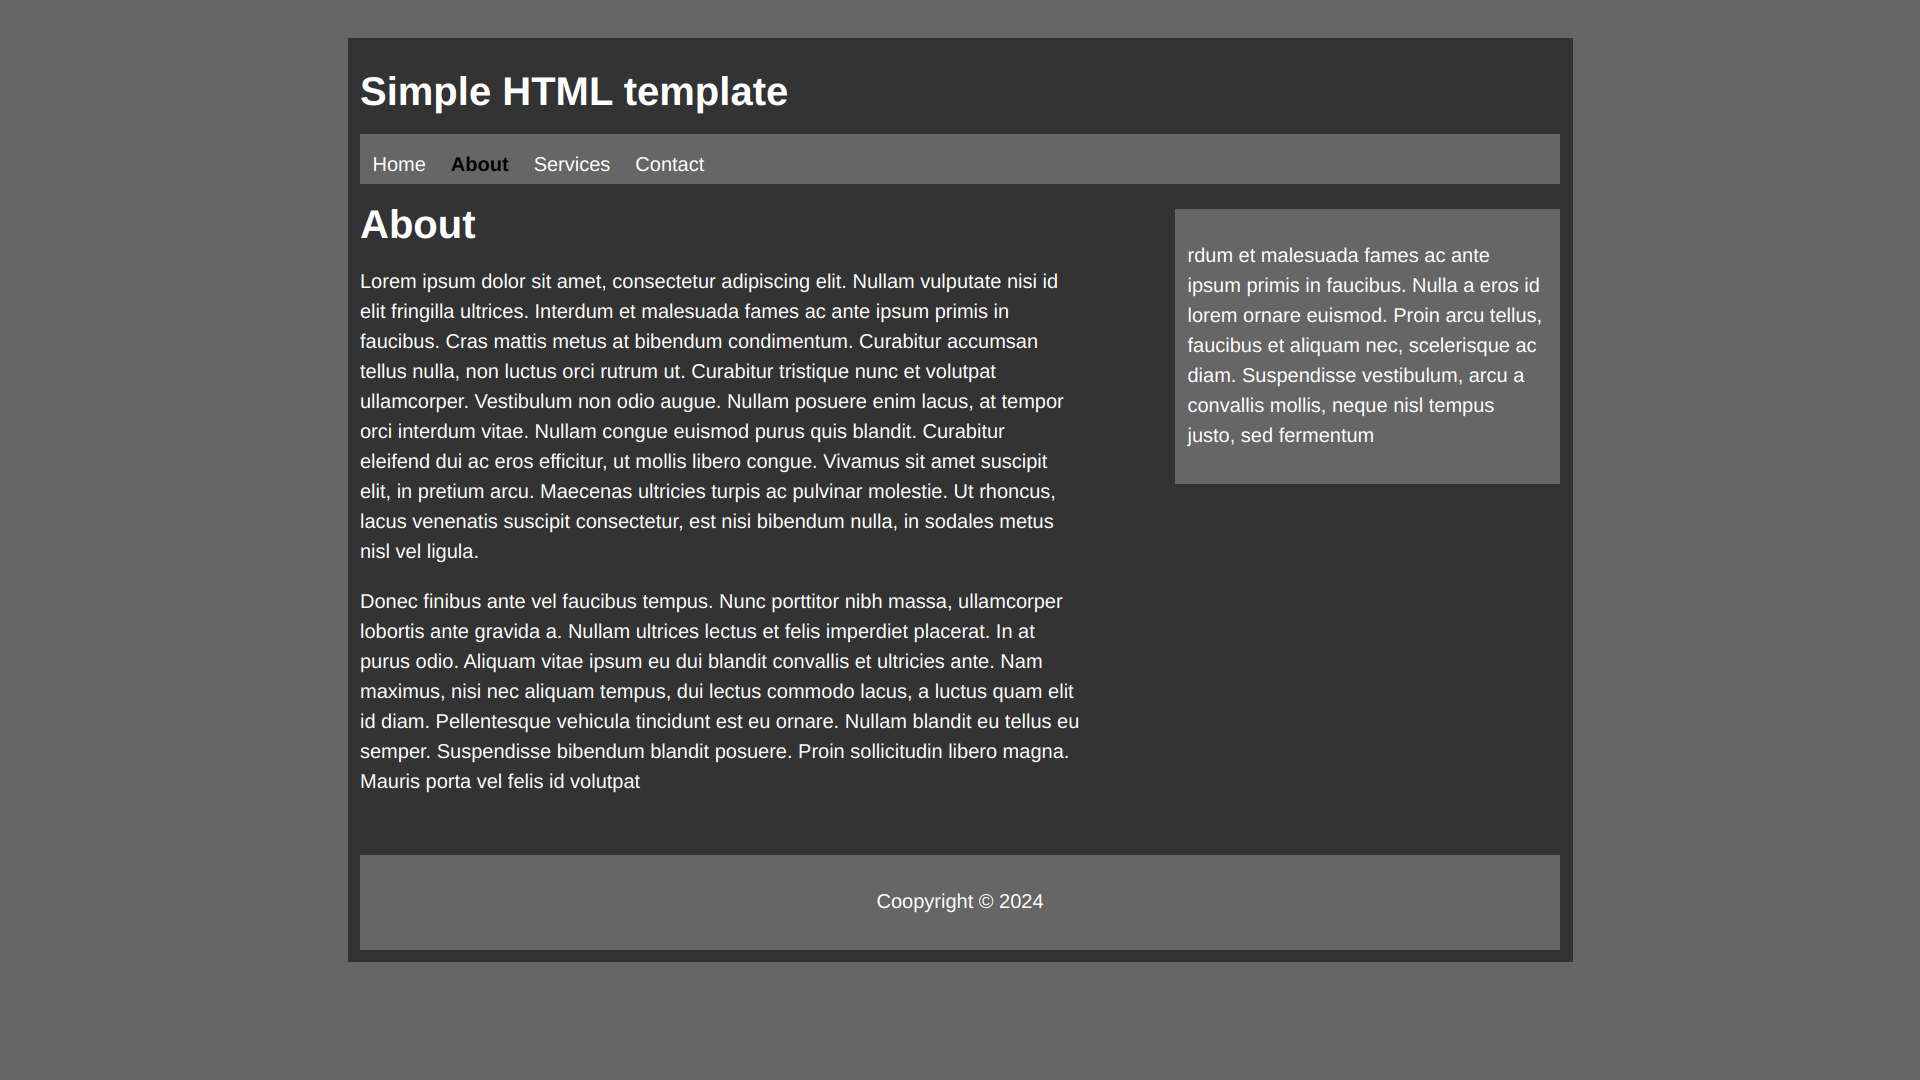 Simple HTML template
Home About Services Contact
About
Lorem ipsum dolor sit amet, consectetur adipiscing elit. Nullam vulputate nisi id
elit fringilla ultrices. Interdum et malesuada fames ac ante ipsum primis in
faucibus. Cras mattis metus at bibendum condimentum. Curabitur accumsan
tellus nulla, non luctus orci rutrum ut. Curabitur tristique nunc et volutpat
ullamcorper. Vestibulum non odio augue. Nullam posuere enim lacus, at tempor
orci interdum vitae. Nullam congue euismod purus quis blandit. Curabitur
eleifend dui ac eros efficitur, ut mollis libero congue. Vivamus sit amet suscipit
elit, in pretium arcu. Maecenas ultricies turpis ac pulvinar molestie. Ut rhoncus,
lacus venenatis suscipit consectetur, est nisi bibendum nulla, in sodales metus
nisl vel ligula.
Donec finibus ante vel faucibus tempus. Nunc porttitor nibh massa, ullamcorper
lobortis ante gravida a. Nullam ultrices lectus et felis imperdiet placerat. In at
purus odio. Aliquam vitae ipsum eu dui blandit convallis et ultricies ante. Nam
maximus, nisi nec aliquam tempus, dui lectus commodo lacus, a luctus quam elit
id diam. Pellentesque vehicula tincidunt est eu ornare. Nullam blandit eu tellus eu
semper. Suspendisse bibendum blandit posuere. Proin sollicitudin libero magna.
Mauris porta vel felis id volutpat
rdum et malesuada fames ac ante
ipsum primis in faucibus. Nulla a eros id
lorem ornare euismod. Proin arcu tellus,
faucibus et aliquam nec, scelerisque ac
diam. Suspendisse vestibulum, arcu a
convallis mollis, neque nisl tempus
justo, sed fermentum
Coopyright © 2024